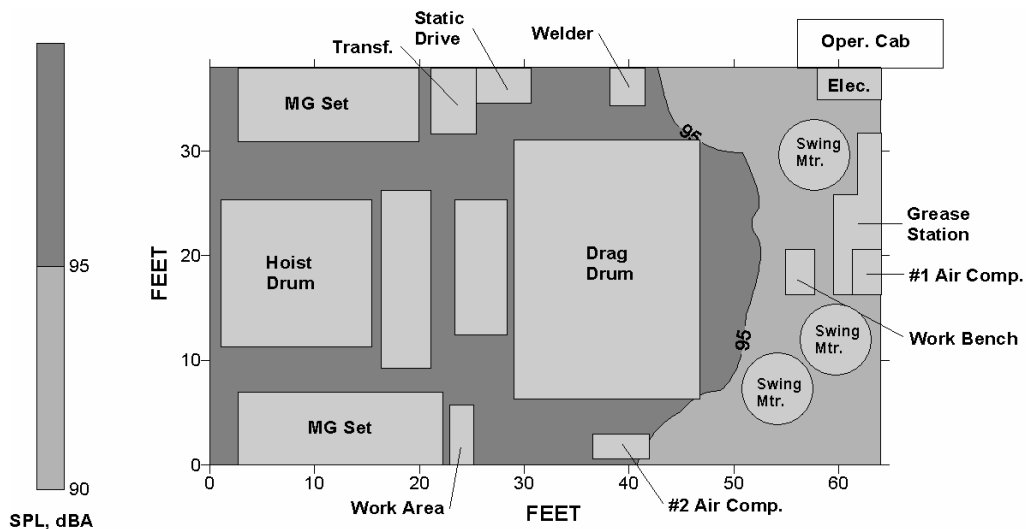 Static
Drive
Transf.
Welder
Oper. Cab
MG Set
Elec.
95
Swing
Mtr.
30
Grease
Station
20
FEET
Hoist
Drum
Drag
Drum
95
#1 Air Comp.
Work Bench
95
Swing
Mtr.
10
Swing
Mtr.
MG Set
0
0
10
20
30
40
50
60
90
Work Area
FEET
#2 Air Comp.
SPL, dBA